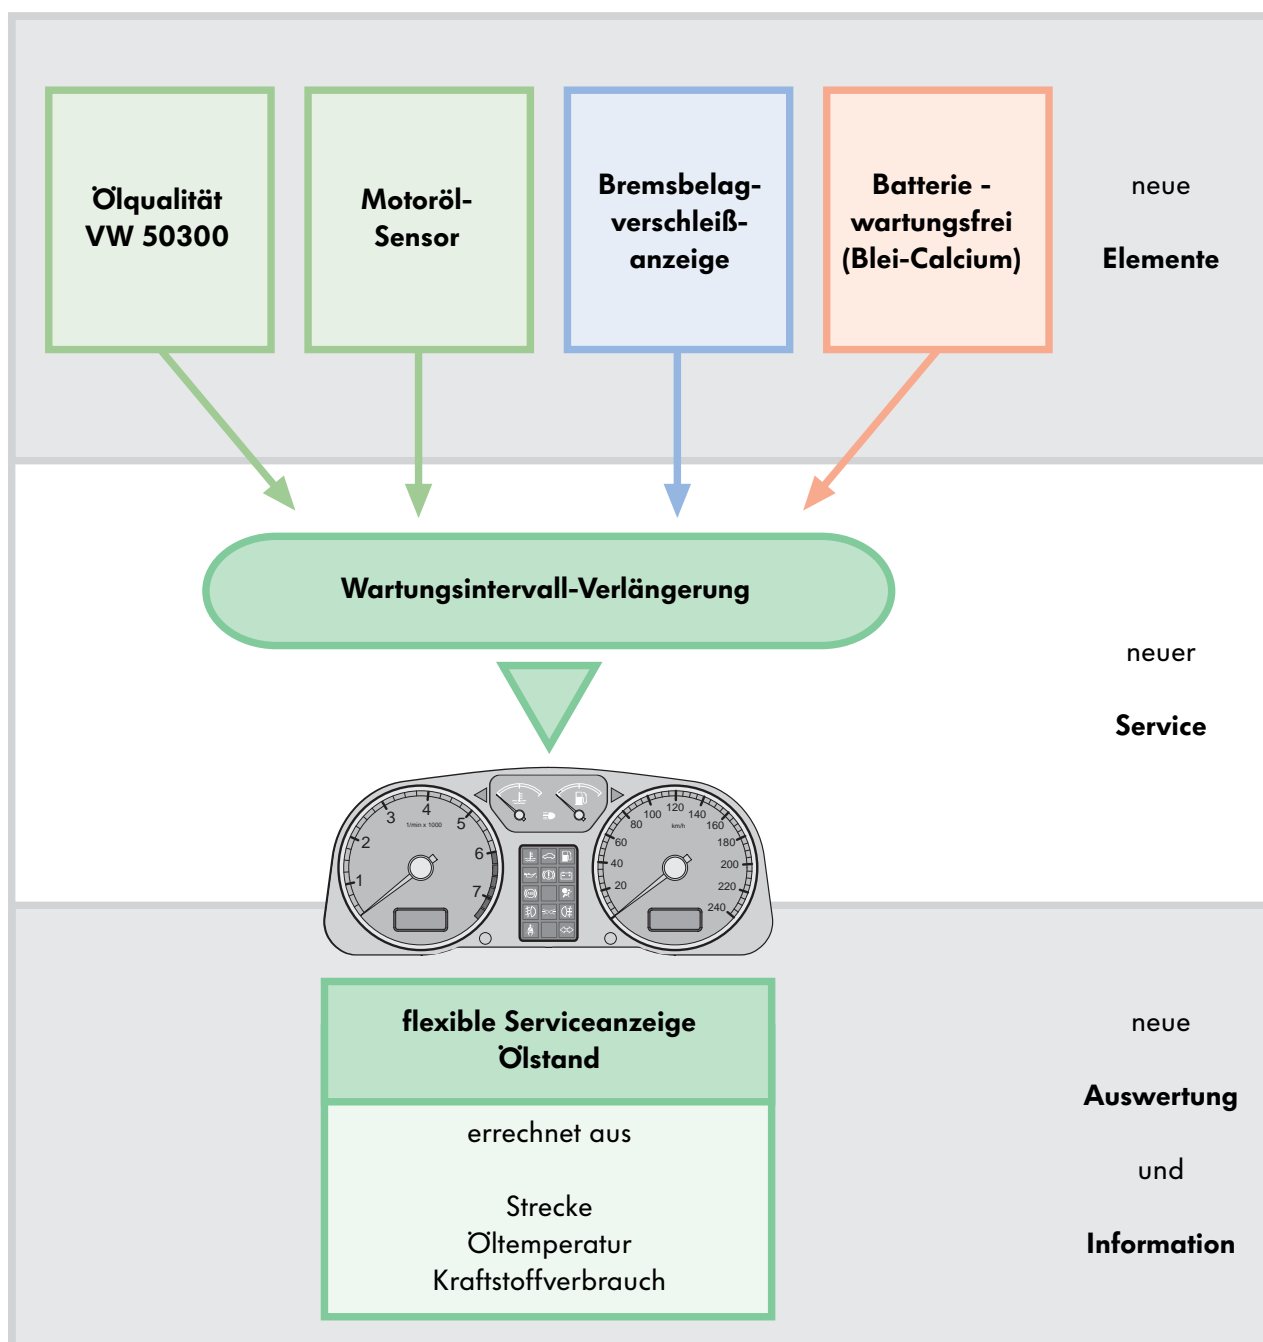 Ölqualität
VW 50300
Motoröl-
Sensor
Bremsbelag-
verschleiß-
anzeige
Batterie -
wartungsfrei
(Blei-Calcium)
neue
Elemente
Wartungsintervall-Verlängerung
neuer
Service
1
2
3
4
5
6
7
1/min x 1000
20
40
60
80
100
120
140
160
180
200
220
240
km/h
flexible Serviceanzeige
Ölstand
errechnet aus
Strecke
Öltemperatur
Kraftstoffverbrauch
neue
Auswertung
und
Information